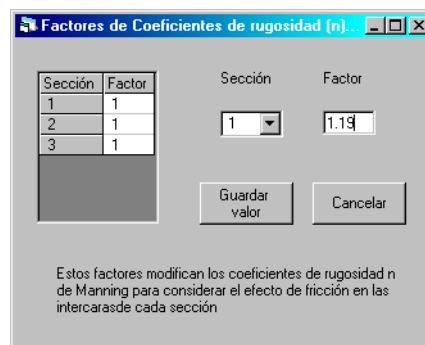 Factores de Coeficientes de rugosidad (n)...
Sección Factor
1 1
2 1
3 1
Sección Factor
1 1.19
Guardar valor
Cancelar
Estos factores modifican los coeficientes de rugosidad n
de Manning para considerar el efecto de fricción en las
intercarasde cada sección